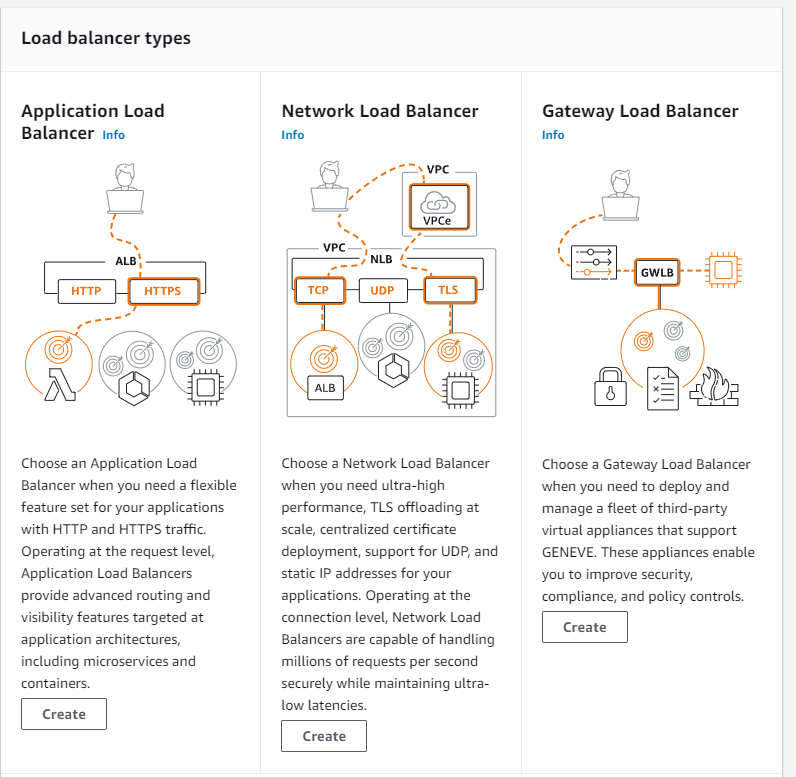 Load balancer types
Application Load
Balancer Info
ALB
HTTP
HTTPS
Choose an Application Load
Balancer when you need a flexible
feature set for your applications
with HTTP and HTTPS traffic.
Operating at the request level,
Application Load Balancers
provide advanced routing and
visibility features targeted at
application architectures,
including microservices and
containers.
Create
Network Load Balancer
Info
VPC
VPCe
VPC
NLB
TCP
UDP
TLS
ALB
Choose a Network Load Balancer
when you need ultra-high
performance, TLS offloading at
scale, centralized certificate
deployment, support for UDP, and
static IP addresses for your
applications. Operating at the
connection level, Network Load
Balancers are capable of handling
millions of requests per second
securely while maintaining ultra-
low latencies.
Create
Gateway Load Balancer
Info
GWLB
Choose a Gateway Load Balancer
when you need to deploy and
manage a fleet of third-party
virtual appliances that support
GENEVE. These appliances enable
you to improve security,
compliance, and policy controls.
Create